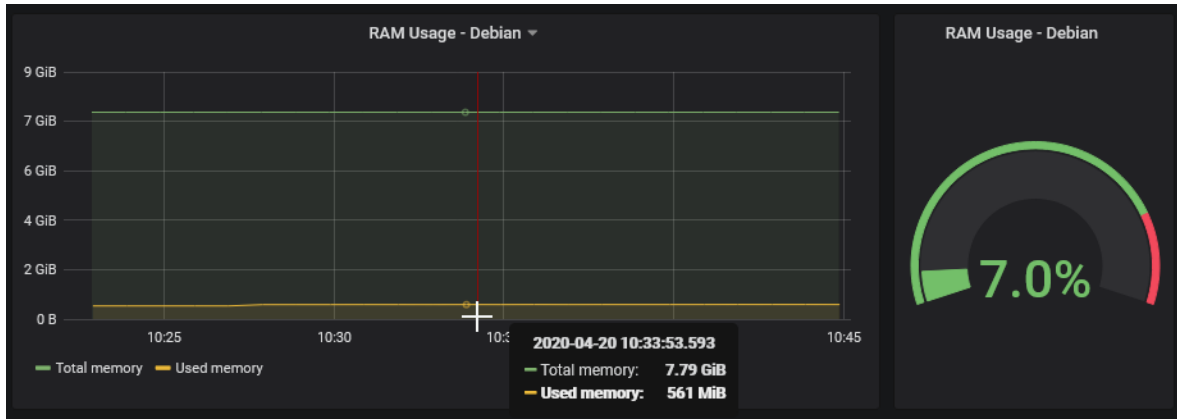 RAM Usage - Debian
9 GiB
7 GiB
6 GiB
4 GiB
2 GiB
0 B
10:25
10:30
10:45
Total memory
Used memory
2020-04-20 10:33:53.593
Total memory: 7.79 GiB
Used memory: 561 MiB
RAM Usage - Debian
7.0%